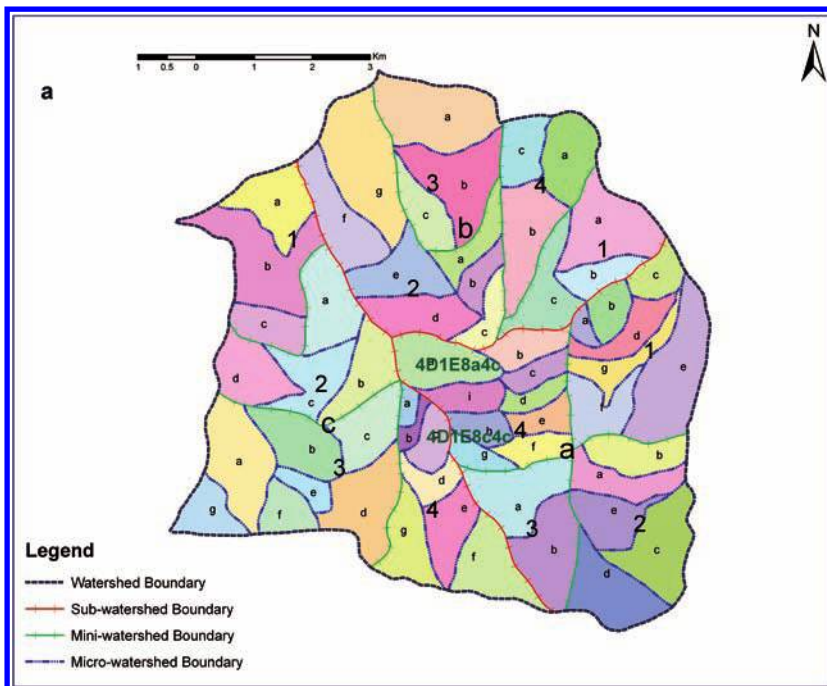 N
Km
1 0.5 0 1 2 3
a
a
c
a
3
b
4
g
a
f
c
b
b
a
1
1
a
b
e
b
b
c
a
2
b
c
a
b
d
c
d
1
c
b
g
e
4D1E8a4c
d
2
b
c
i
f
a
d
c
c
b
4
e
4D1E8c4c
b
f
a
b
a
b
c
g
3
a
d
e
4
e
a
e
2
g
f
d
g
3
b
c
f
d
Legend
Watershed Boundary
Sub-watershed Boundary
Mini-watershed Boundary
Micro-watershed Boundary